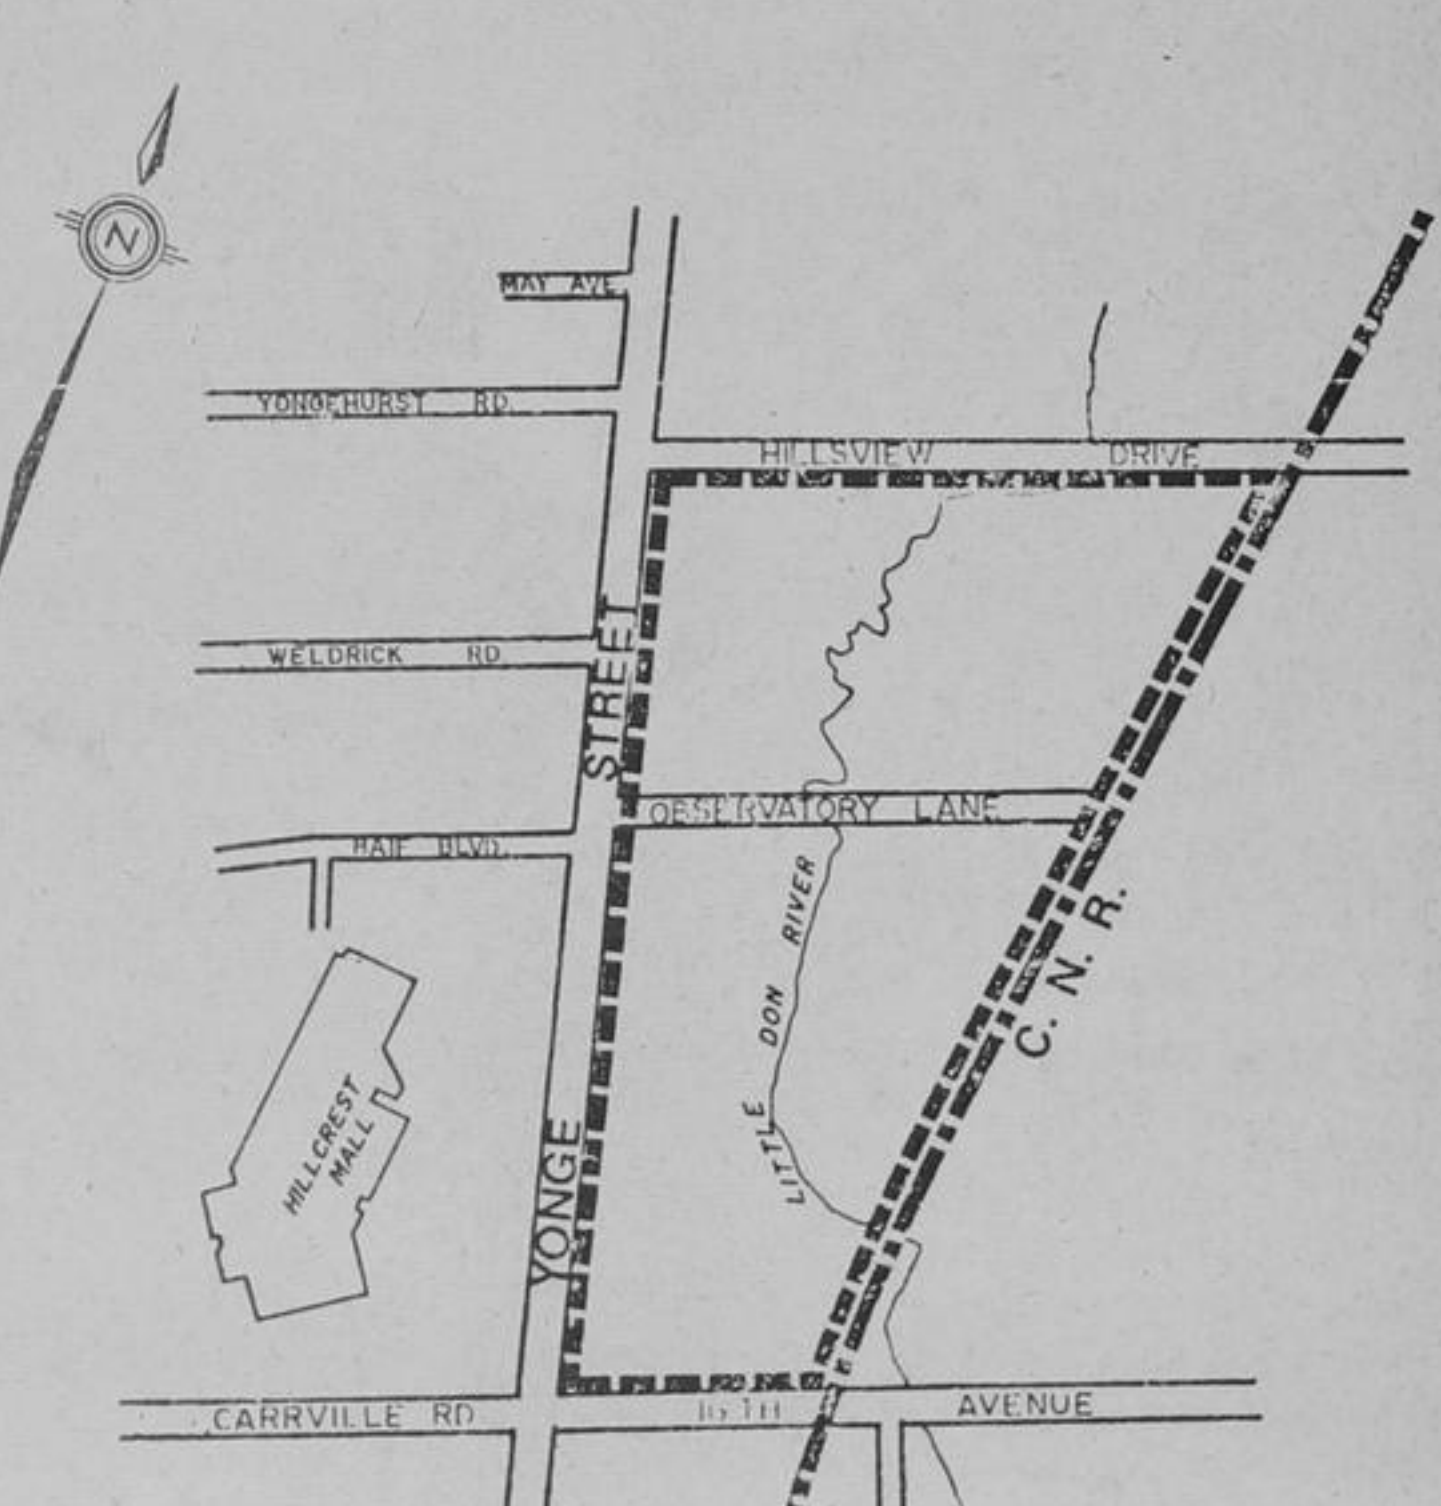 N
MAY AVE.
YONGEHURST RD.
HILLSVIEW DRIVE
WELDRICK RD
YONGE STREET
OBSERVATORY LANE
BLVD.
LITTLE DON RIVER
C. N. R.
HILLCREST
MALL
CARRVILLE RD
16TH AVENUE